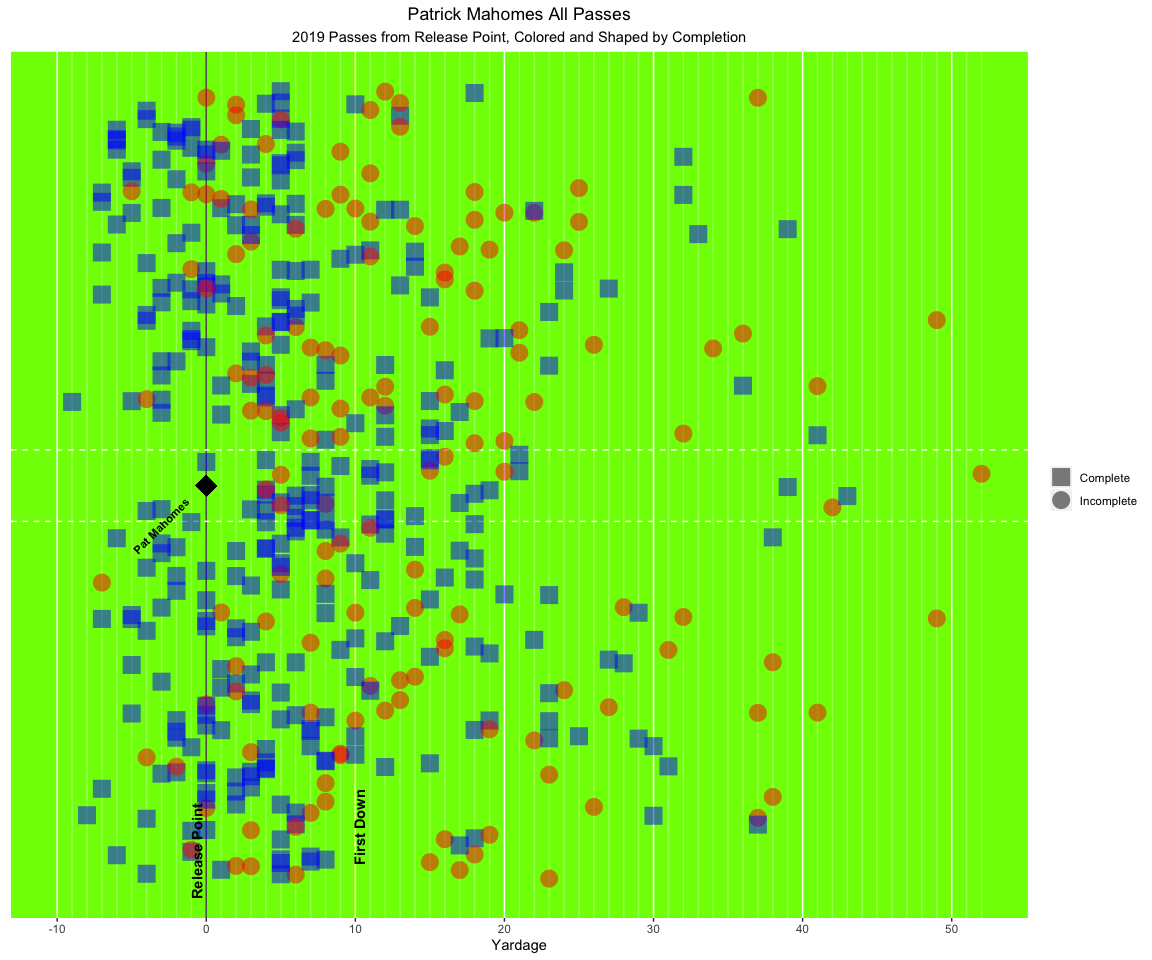 Patrick Mahomes All Passes
2019 Passes from Release Point, Colored and Shaped by Completion
Complete
Incomplete
Pat Mahomes
Release Point
First Down
-10 0 10 20 30 40 50
Yardage